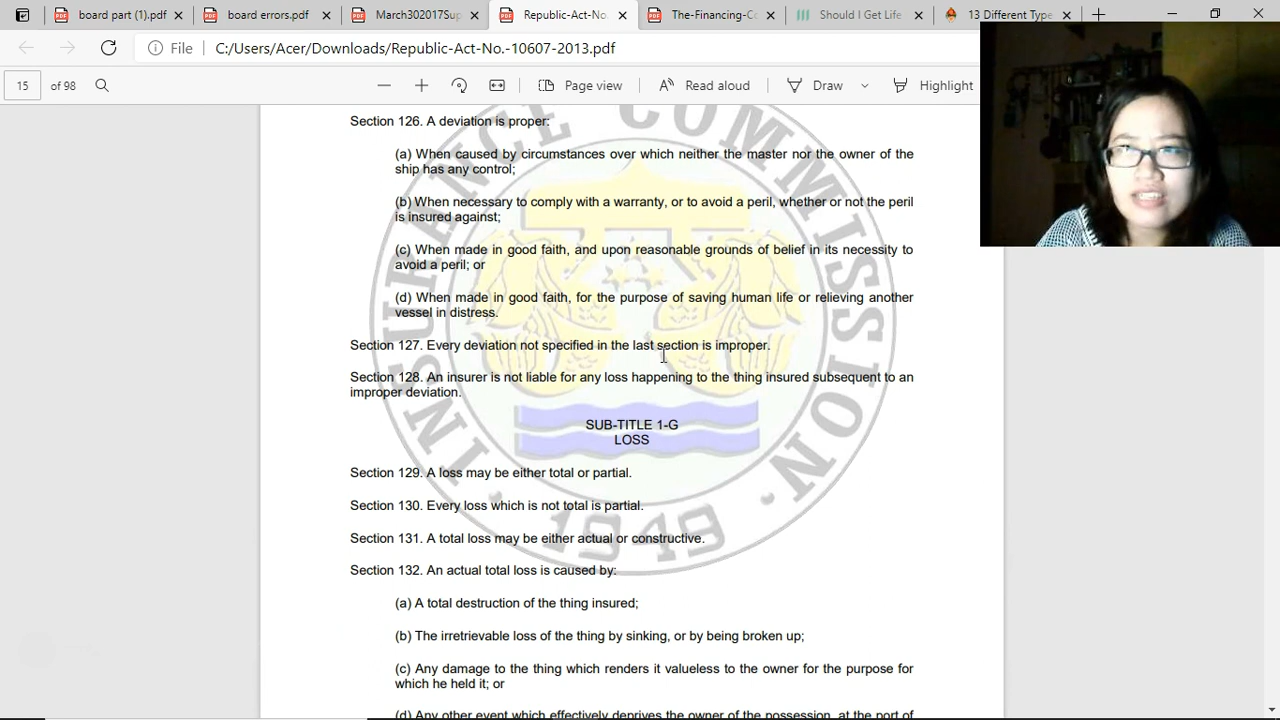 board part (1).pdf
board errors.pdf
March302017Sup
Republic-Act-No.
The-Financing-Co
Should I Get Life
13 Different Type
File
C:/Users/Acer/Downloads/Republic-Act-No.-10607-2013.pdf
15 of 98
Page view
Read aloud
Draw
Highlight
INSURANCE COMMISSION
1949
Section 126. A deviation is proper:
(a) When caused by circumstances over which neither the master nor the owner of the
ship has any control;
(b) When necessary to comply with a warranty, or to avoid a peril, whether or not the peril
is insured against;
(c) When made in good faith, and upon reasonable grounds of belief in its necessity to
avoid a peril; or
(d) When made in good faith, for the purpose of saving human life or relieving another
vessel in distress.
Section 127. Every deviation not specified in the last section is improper.
Section 128. An insurer is not liable for any loss happening to the thing insured subsequent to an
improper deviation.
SUB-TITLE 1-G
LOSS
Section 129. A loss may be either total or partial.
Section 130. Every loss which is not total is partial.
Section 131. A total loss may be either actual or constructive.
Section 132. An actual total loss is caused by:
(a) A total destruction of the thing insured;
(b) The irretrievable loss of the thing by sinking, or by being broken up;
(c) Any damage to the thing which renders it valueless to the owner for the purpose for
which he held it; or
(d) Any other event which effectively deprives the owner of the possession, at the port of